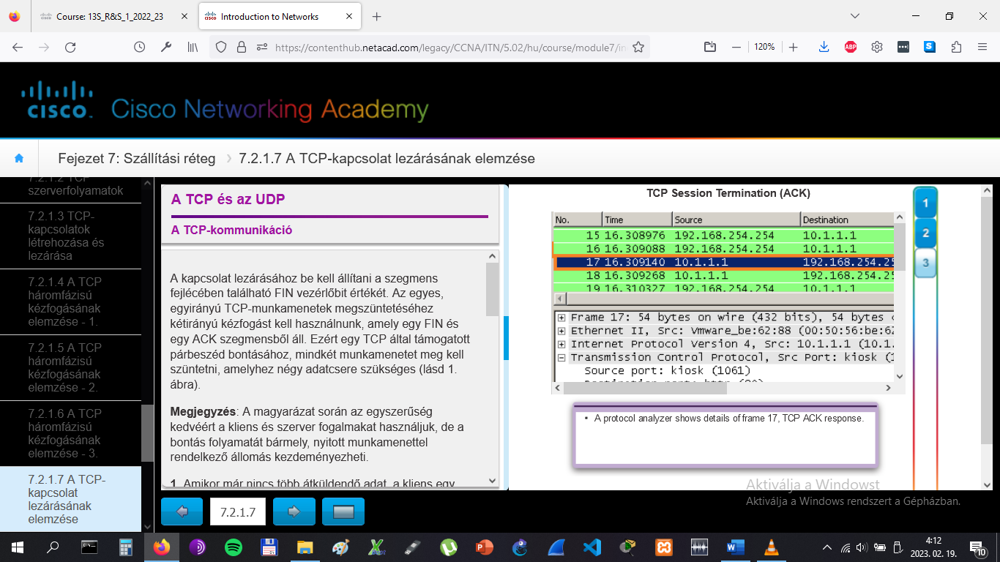 Course: 13S_R&S_1_2022_23
Introduction to Networks
https://contenthub.netacad.com/legacy/CCNA/ITN/5.02/hu/course/module7/in
120%
ABP
CISCO
Cisco Networking Academy
Fejezet 7: Szállítási réteg
7.2.1.7 A TCP-kapcsolat lezárásának elemzése
7.2.1.2 TCP
szerverfolyamatok
7.2.1.3 TCP-
kapcsolatok
létrehozása és
lezárása
7.2.1.4 A TCP
háromfázisú
kézfogásának
elemzése - 1.
7.2.1.5 A TCP
háromfázisú
kézfogásának
elemzése - 2.
7.2.1.6 A TCP
háromfázisú
kézfogásának
elemzése - 3.
7.2.1.7 A TCP-
kapcsolat
lezárásának
elemzése
A TCP és az UDP
A TCP-kommunikáció
A kapcsolat lezárásához be kell állítani a szegmens
fejlécében található FIN vezérlőbit értékét. Az egyes,
egyirányú TCP-munkamenetek megszüntetéséhez
kétirányú kézfogást kell használnunk, amely egy FIN és
egy ACK szegmensből áll. Ezért egy TCP által támogatott
párbeszéd bontásához, mindkét munkamenetet meg kell
szüntetni, amelyhez négy adatcsere szükséges (lásd 1.
ábra).
Megjegyzés: A magyarázat során az egyszerűség
kedvéért a kliens és szerver fogalmakat használjuk, de a
bontás folyamatát bármely, nyitott munkamenettel
rendelkező állomás kezdeményezheti.
1. Amikor már nincs több átküldendő adat, a kliens egy
7.2.1.7
TCP Session Termination (ACK)
No. Time Source Destination
15 16.308976 192.168.254.254 10.1.1.1
16 16.309088 192.168.254.254 10.1.1.1
17 16.309140 10.1.1.1 192.168.254.25
18 16.309268 10.1.1.1 192.168.254.25
19 16.310327 192.168.254.254 10.1.1.1
Frame 17: 54 bytes on wire (432 bits), 54 bytes c
Ethernet II, Src: Vmware_be:62:88 (00:50:56:be:62
Internet Protocol Version 4, Src: 10.1.1.1 (10.1.
Transmission Control Protocol, Src Port: kiosk (1
Source port: kiosk (1061)
Destination port: http (80)
• A protocol analyzer shows details of frame 17, TCP ACK response.
1
2
3
Aktiválja a Windowst
Aktiválja a Windows rendszert a Gépházban.
4:12
2023. 02. 19.
10